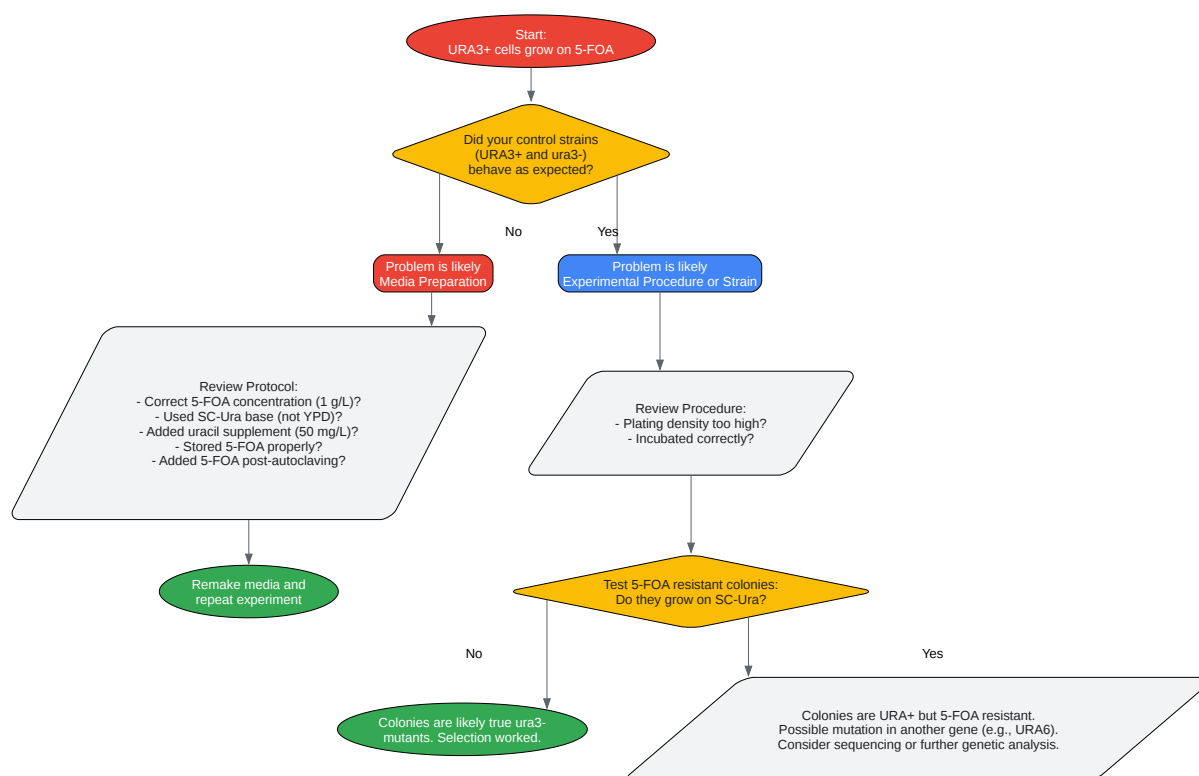 Start:
URA3+ cells grow on 5-FOA
Did your control strains
(URA3+ and ura3-)
behave as expected?
No
Yes
Problem is likely
Media Preparation
Problem is likely
Experimental Procedure or Strain
Review Protocol:
- Correct 5-FOA concentration (1 g/L)?
- Used SC-Ura base (not YPD)?
- Added uracil supplement (50 mg/L)?
- Stored 5-FOA properly?
- Added 5-FOA post-autoclaving?
Review Procedure:
- Plating density too high?
- Incubated correctly?
Remake media and
repeat experiment
Test 5-FOA resistant colonies:
Do they grow on SC-Ura?
No
Yes
Colonies are likely true ura3-
mutants. Selection worked.
Colonies are URA+ but 5-FOA resistant.
Possible mutation in another gene (e.g., URA6).
Consider sequencing or further genetic analysis.